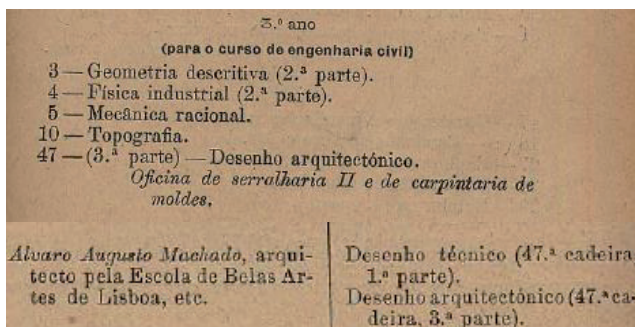 3.º ano
(para o curso de engenharia civil)
3 — Geometria descritiva (2.ª parte).
4 — Física industrial (2.ª parte).
5 — Mecânica racional.
10 — Topografia.
47 — (3.ª parte) — Desenho arquitectónico.
Oficina de serralharia II e de carpintaria de
moldes.
Álvaro Augusto Machado, arqui-
tecto pela Escola de Belas Ar-
tes de Lisboa, etc.
Desenho técnico (47.ª cadeira
1.ª parte).
Desenho arquitectónico (47.ª ca-
deira, 3.ª parte).